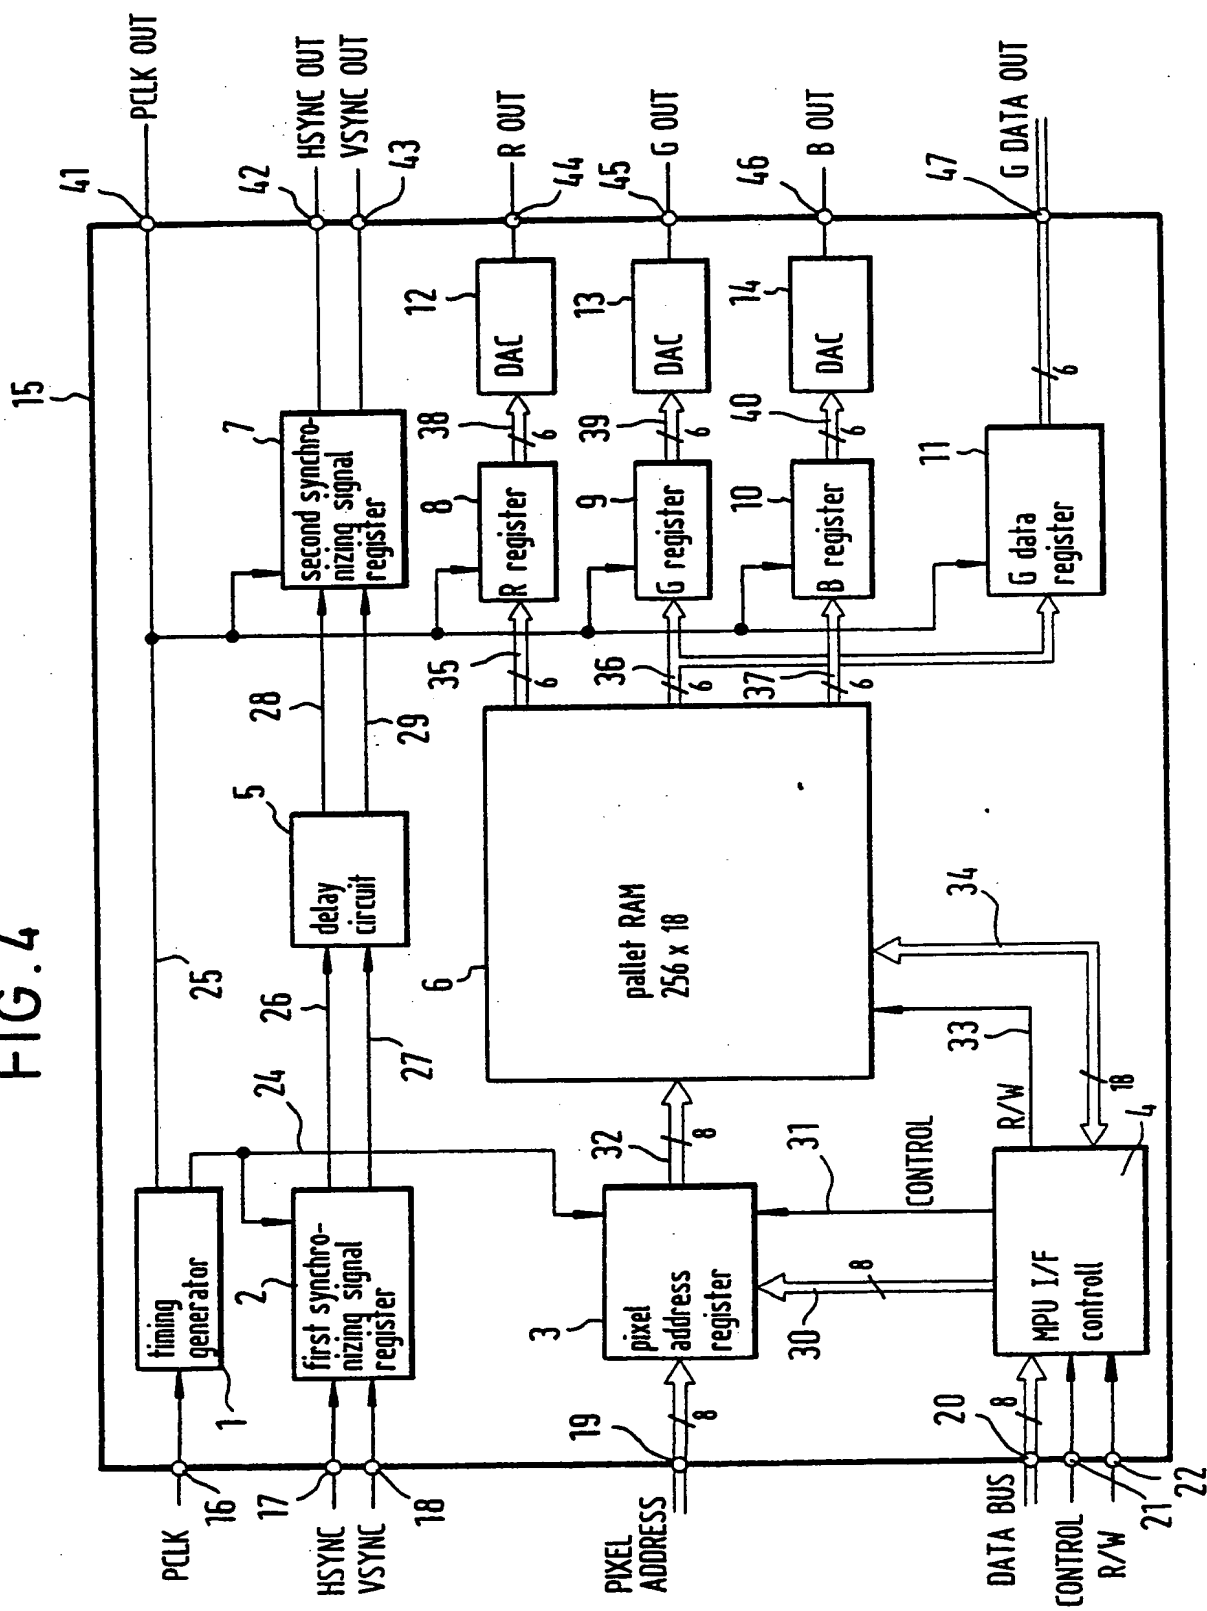 FIG. 4
15
PCLK
16
1
timing
generator
25
41
PCLK OUT
HSYNC
VSYNC
17
18
2
first synchro-
nizing signal
register
24
26
27
5
delay
circuit
28
29
7
second synchro-
nizing signal
register
42
43
HSYNC OUT
VSYNC OUT
PIXEL
ADDRESS
19
8
3
pixel
address
register
32
8
6
pallet RAM
256 x 18
35
6
8
R register
38
6
12
DAC
44
R OUT
36
6
9
G register
39
6
13
DAC
45
G OUT
37
6
10
B register
40
6
14
DAC
46
B OUT
30
8
31
CONTROL
DATA BUS
20
8
CONTROL
21
R/W
22
MPU I/F
controll
4
R/W
33
34
18
11
G data
register
6
47
G DATA OUT